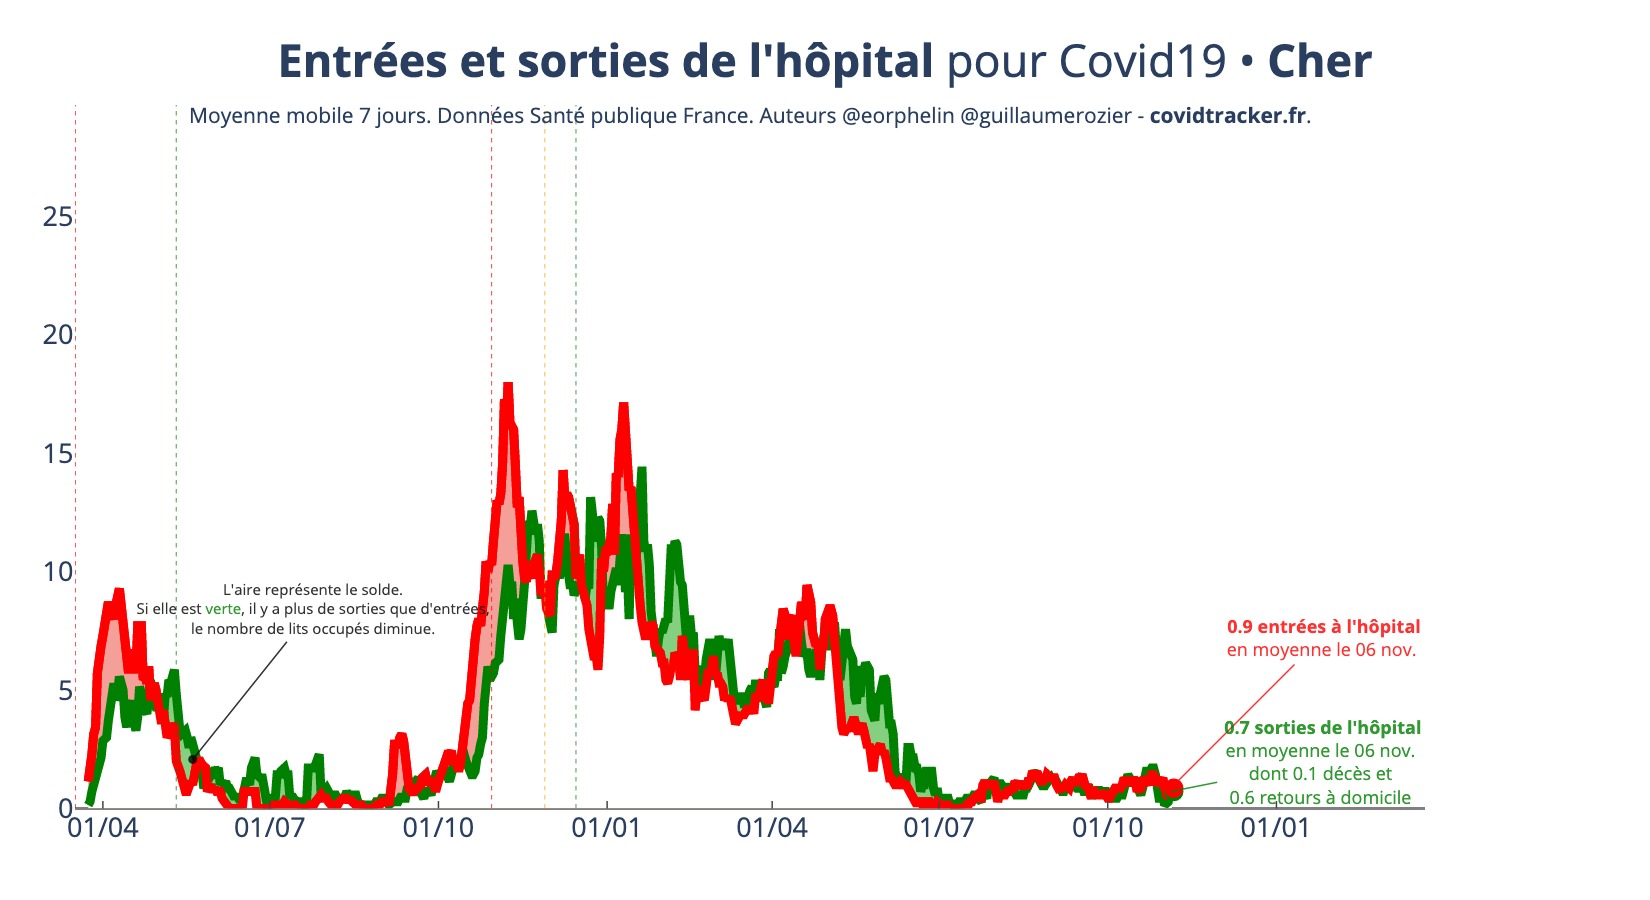 Entrées et sorties de l'hôpital pour Covid19 • Cher
Moyenne mobile 7 jours. Données Santé publique France. Auteurs @eorphelin @guillaumerozier - covidtracker.fr.
25
20
15
10
5
0
L'aire représente le solde.
Si elle est verte, il y a plus de sorties que d'entrées,
le nombre de lits occupés diminue.
0.9 entrées à l'hôpital
en moyenne le 06 nov.
0.7 sorties de l'hôpital
en moyenne le 06 nov.
dont 0.1 décès et
0.6 retours à domicile
01/04 01/07 01/10 01/01 01/04 01/07 01/10 01/01